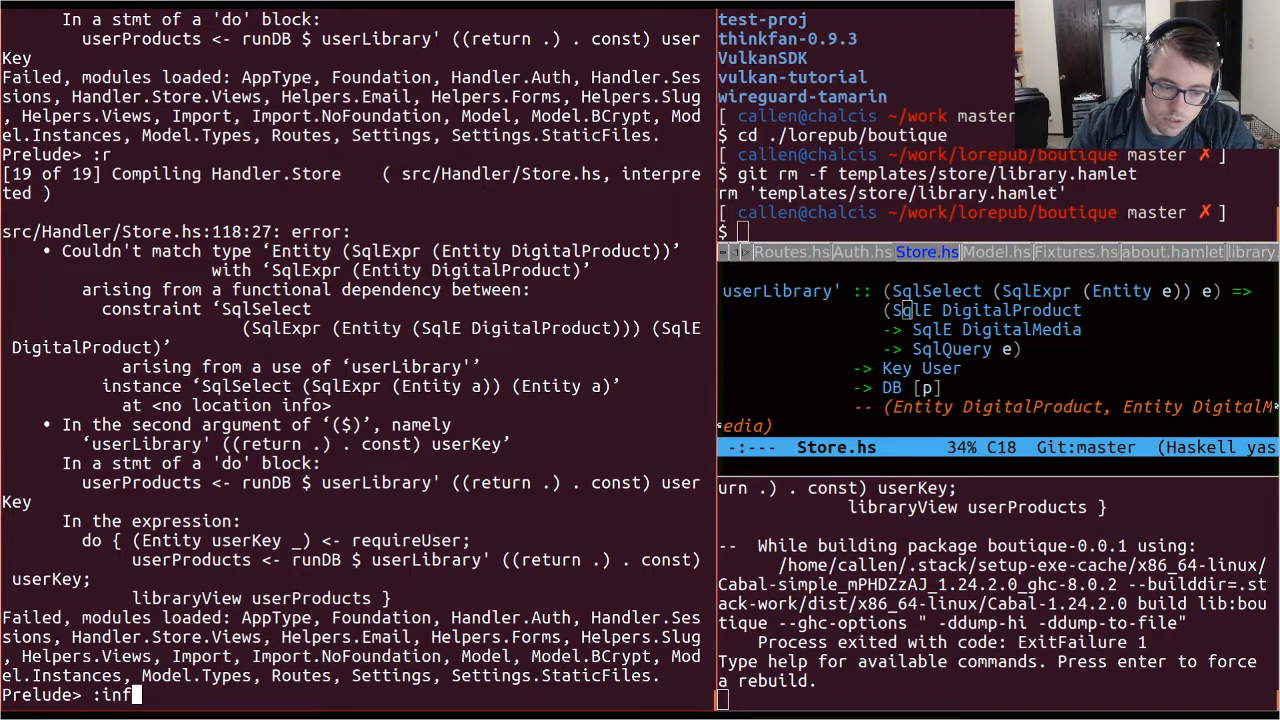 In a stmt of a 'do' block:
userProducts <- runDB $ userLibrary' ((return .) . const) user
Key
Failed, modules loaded: AppType, Foundation, Handler.Auth, Handler.Ses
sions, Handler.Store.Views, Helpers.Email, Helpers.Forms, Helpers.Slug
, Helpers.Views, Import, Import.NoFoundation, Model, Model.BCrypt, Mod
el.Instances, Model.Types, Routes, Settings, Settings.StaticFiles.
Prelude> :r
[19 of 19] Compiling Handler.Store    ( src/Handler/Store.hs, interpre
ted )
src/Handler/Store.hs:118:27: error:
• Couldn't match type ‘Entity (SqlExpr (Entity DigitalProduct))’
with ‘SqlExpr (Entity DigitalProduct)’
arising from a functional dependency between:
constraint ‘SqlSelect
(SqlExpr (Entity (SqlE DigitalProduct))) (SqlE
DigitalProduct)’
arising from a use of ‘userLibrary'’
instance ‘SqlSelect (SqlExpr (Entity a)) (Entity a)’
at <no location info>
• In the second argument of ‘($)’, namely
‘userLibrary' ((return .) . const) userKey’
In a stmt of a 'do' block:
userProducts <- runDB $ userLibrary' ((return .) . const) user
Key
In the expression:
do { (Entity userKey _) <- requireUser;
userProducts <- runDB $ userLibrary' ((return .) . const)
userKey;
libraryView userProducts }
Failed, modules loaded: AppType, Foundation, Handler.Auth, Handler.Ses
sions, Handler.Store.Views, Helpers.Email, Helpers.Forms, Helpers.Slug
, Helpers.Views, Import, Import.NoFoundation, Model, Model.BCrypt, Mod
el.Instances, Model.Types, Routes, Settings, Settings.StaticFiles.
Prelude> :inf
test-proj
thinkfan-0.9.3
VulkanSDK
vulkan-tutorial
wireguard-tamarin
[ callen@chalcis ~/work master
$ cd ./lorepub/boutique
[ callen@chalcis ~/work/lorepub/boutique master ✗ ]
$ git rm -f templates/store/library.hamlet
rm 'templates/store/library.hamlet'
[ callen@chalcis ~/work/lorepub/boutique master ✗ ]
$
Routes.hs Auth.hs Store.hs Model.hs Fixtures.hs about.hamlet library.
userLibrary' :: (SqlSelect (SqlExpr (Entity e)) e) =>
(SqlE DigitalProduct
-> SqlE DigitalMedia
-> SqlQuery e)
-> Key User
-> DB [p]
-- (Entity DigitalProduct, Entity DigitalM
edia)
-:--- Store.hs 34% C18 Git:master (Haskell yas
urn .) . const) userKey;
libraryView userProducts }
--  While building package boutique-0.0.1 using:
/home/callen/.stack/setup-exe-cache/x86_64-linux/
Cabal-simple_mPHDZzAJ_1.24.2.0_ghc-8.0.2 --builddir=.st
ack-work/dist/x86_64-linux/Cabal-1.24.2.0 build lib:bou
tique --ghc-options " -ddump-hi -ddump-to-file"
Process exited with code: ExitFailure 1
Type help for available commands. Press enter to force
a rebuild.